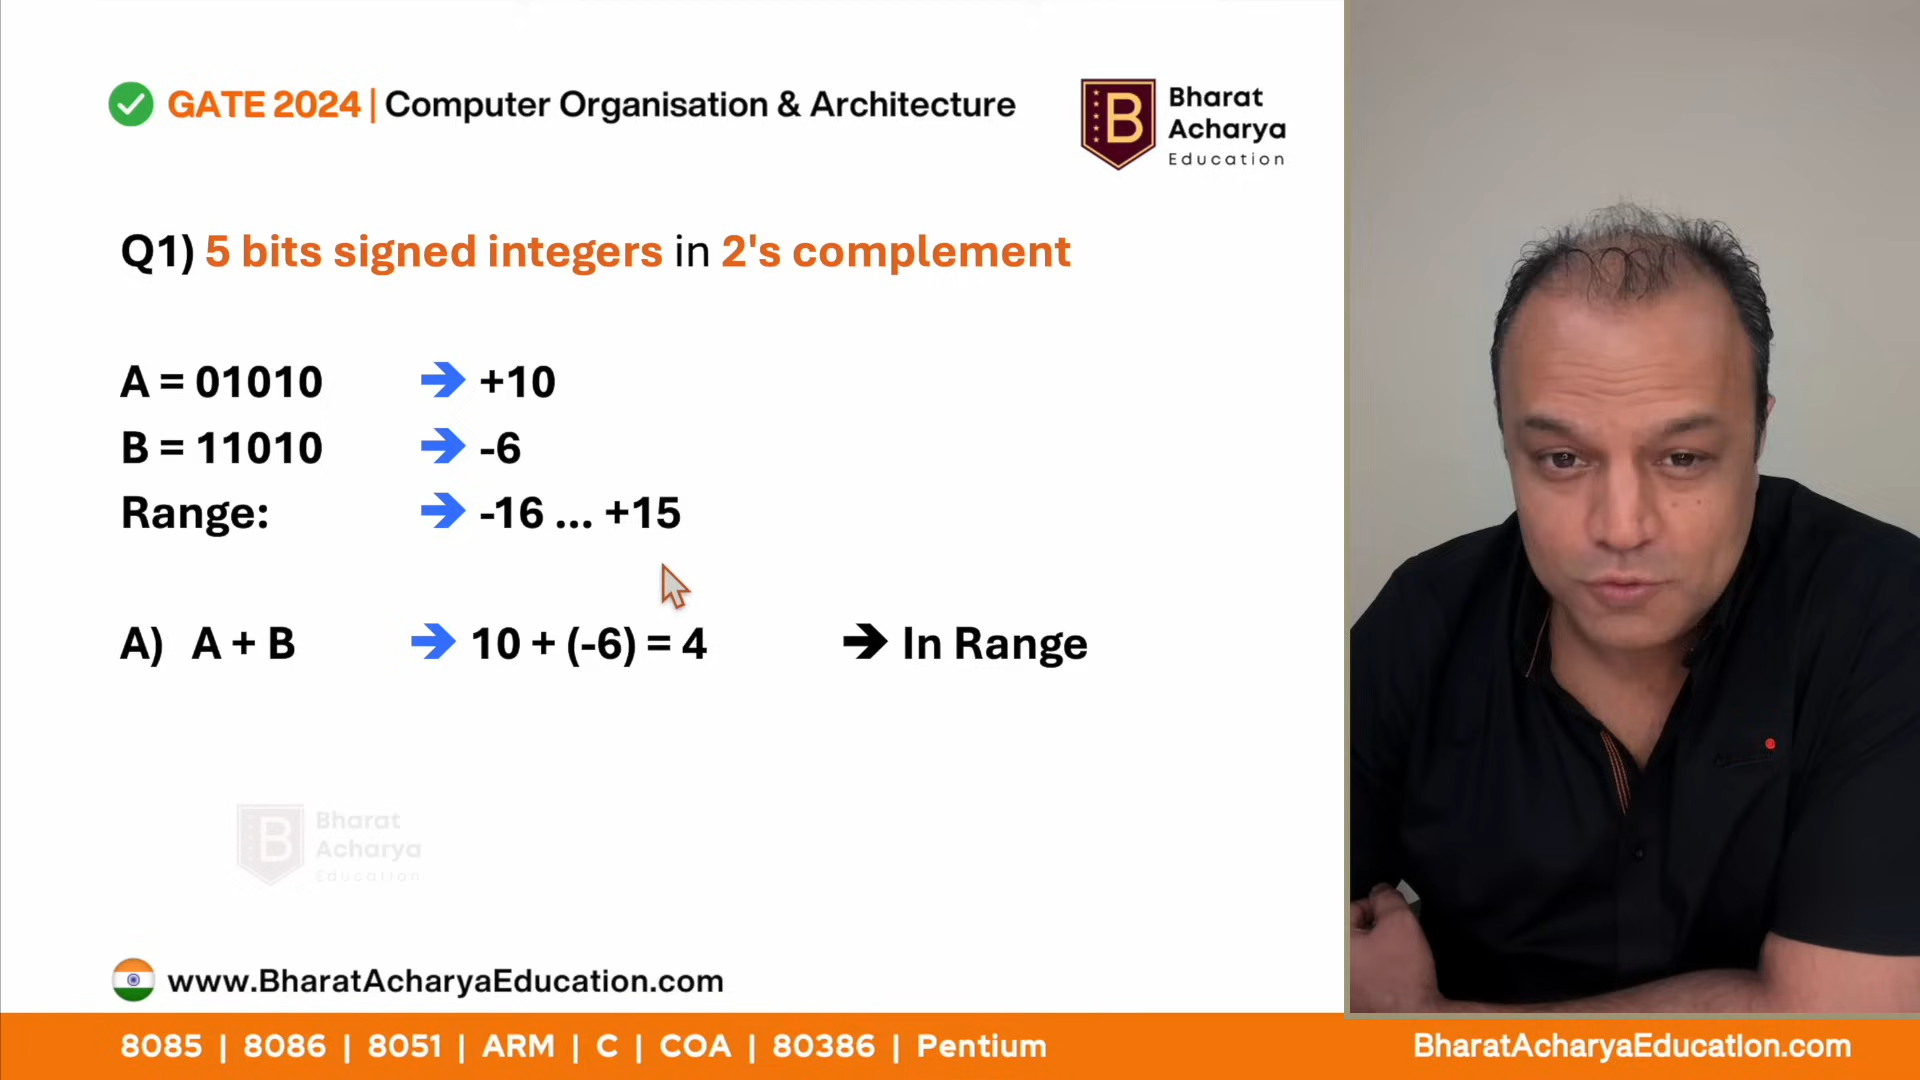 GATE 2024 | Computer Organisation & Architecture
B
Bharat
Acharya
Education
Q1) 5 bits signed integers in 2's complement
A = 01010 ➔ +10
B = 11010 ➔ -6
Range: ➔ -16 ... +15
A) A + B ➔ 10 + (-6) = 4 ➔ In Range
B
Bharat
Acharya
Education
www.BharatAcharyaEducation.com
8085 | 8086 | 8051 | ARM | C | COA | 80386 | Pentium
BharatAcharyaEducation.com